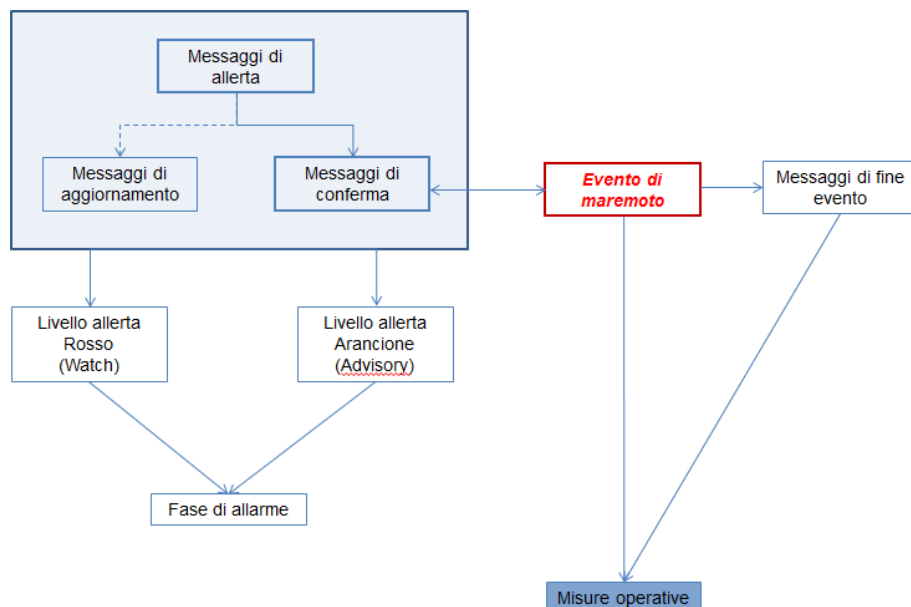 Messaggi di
allerta
Messaggi di
aggiornamento
Messaggi di
conferma
Evento di
maremoto
Messaggi di fine
evento
Livello allerta
Rosso
(Watch)
Livello allerta
Arancione
(Advisory)
Fase di allarme
Misure operative